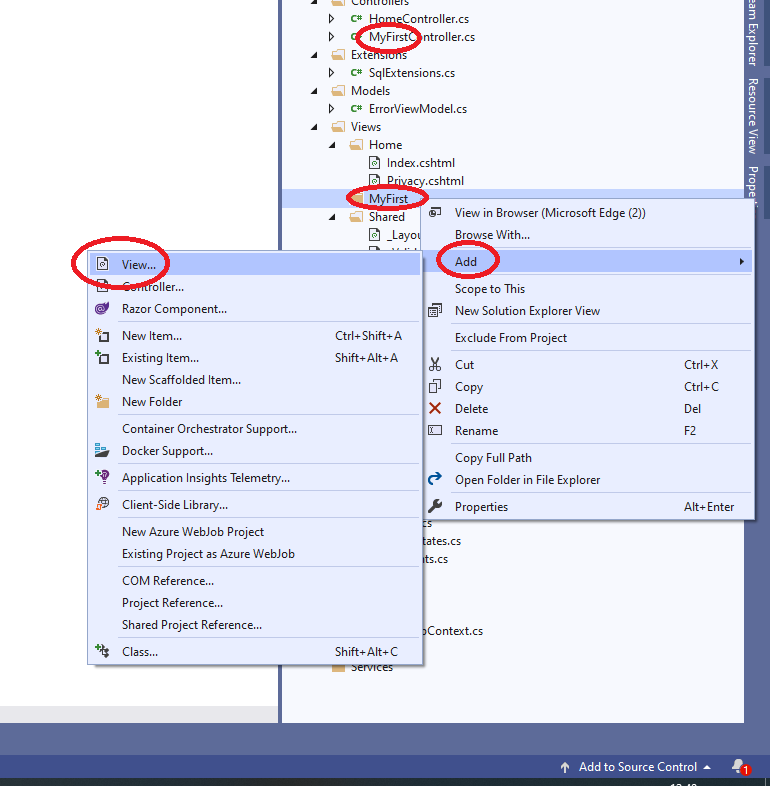 Controllers
C# HomeController.cs
C# MyFirstController.cs
Extensions
C# SqlExtensions.cs
Models
C# ErrorViewModel.cs
Views
Home
Index.cshtml
Privacy.cshtml
MyFirst
Shared
_Layou
View in Browser (Microsoft Edge (2))
Browse With...
Add
Scope to This
New Solution Explorer View
Exclude From Project
Cut Ctrl+X
Copy Ctrl+C
Delete Del
Rename F2
Copy Full Path
Open Folder in File Explorer
Properties Alt+Enter
View...
Controller...
Razor Component...
New Item... Ctrl+Shift+A
Existing Item... Shift+Alt+A
New Scaffolded Item...
New Folder
Container Orchestrator Support...
Docker Support...
Application Insights Telemetry...
Client-Side Library...
New Azure WebJob Project
Existing Project as Azure WebJob
COM Reference...
Project Reference...
Shared Project Reference...
Class... Shift+Alt+C
cs
tates.cs
ts.cs
Context.cs
Services
eam Explorer
Resource View
Propert
Add to Source Control
1